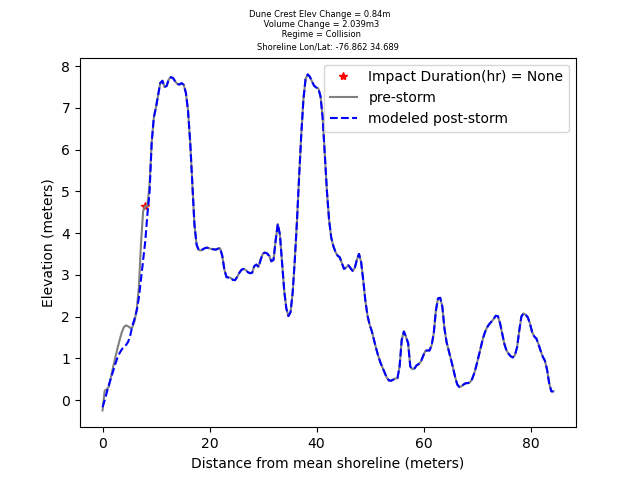 Dune Crest Elev Change = 0.84m
Volume Change = 2.039m3
Regime = Collision
Shoreline Lon/Lat: -76.862 34.689
Impact Duration(hr) = None
pre-storm
modeled post-storm
Elevation (meters)
8
7
6
5
4
3
2
1
0
0 20 40 60 80
Distance from mean shoreline (meters)